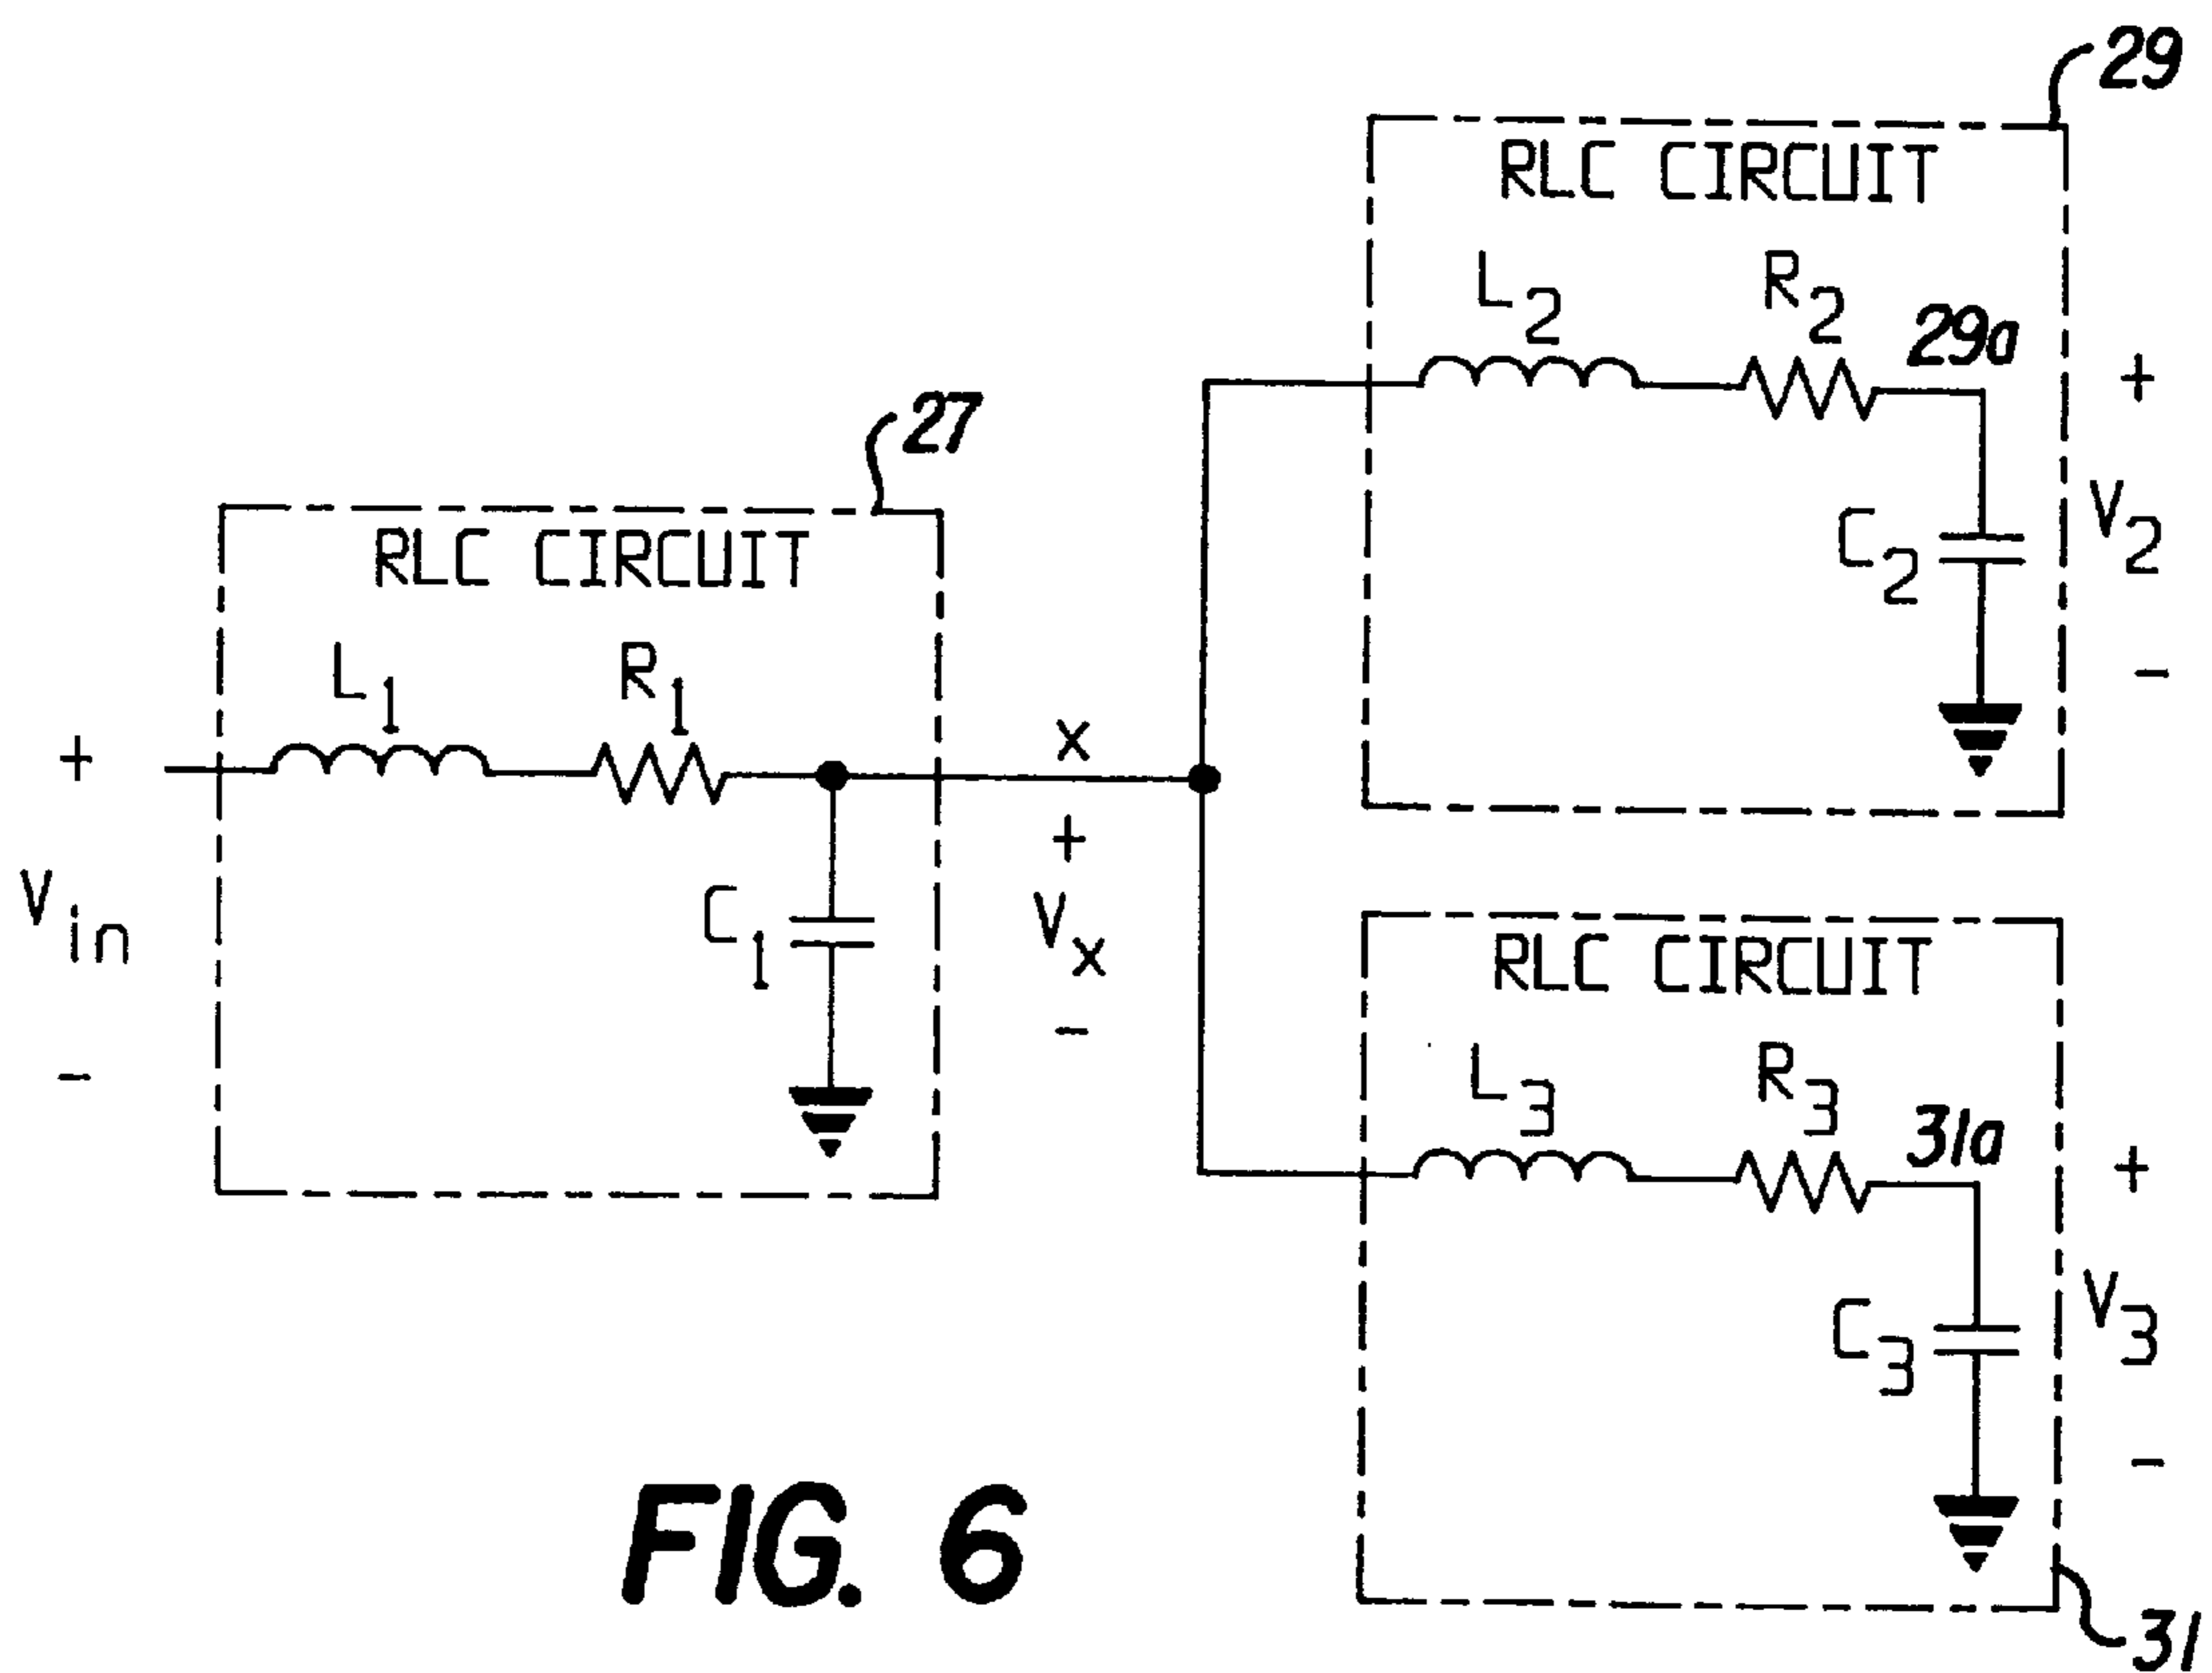 29
RLC CIRCUIT
L2
R2
29a
+
C2
V2
-
27
RLC CIRCUIT
L1
R1
x
+
+
Vin
C1
Vx
-
-
RLC CIRCUIT
L3
R3
31a
+
C3
V3
-
31
FIG. 6